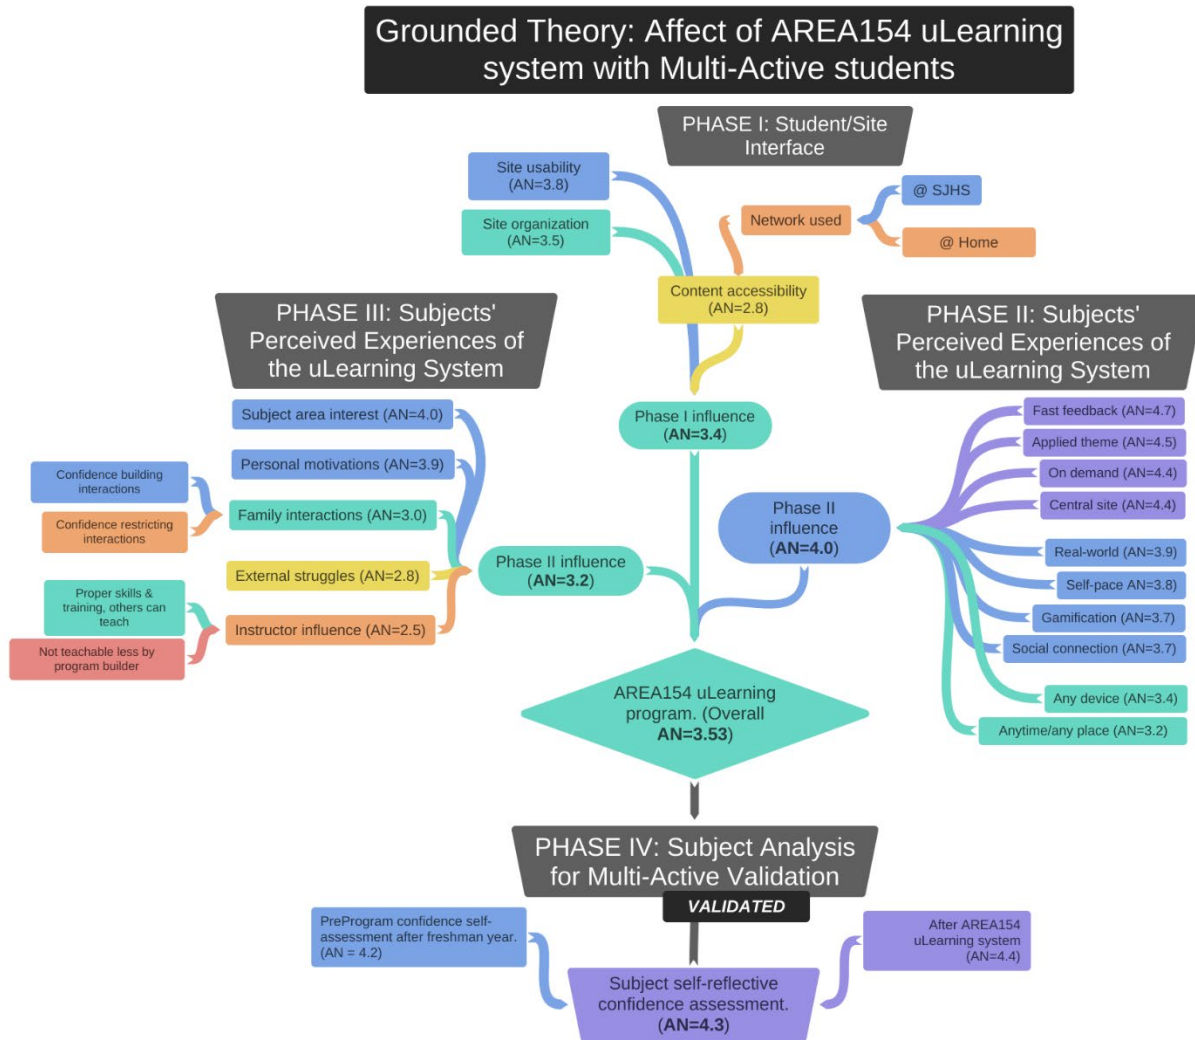 Grounded Theory: Affect of AREA154 uLearning
system with Multi-Active students
PHASE I: Student/Site
Interface
Site usability
(AN=3.8)
Site organization
(AN=3.5)
Network used
@ SJHS
@ Home
Content accessibility
(AN=2.8)
Phase I influence
(AN=3.4)
PHASE III: Subjects'
Perceived Experiences of
the uLearning System
Subject area interest (AN=4.0)
Personal motivations (AN=3.9)
Family interactions (AN=3.0)
External struggles (AN=2.8)
Instructor influence (AN=2.5)
Confidence building
interactions
Confidence restricting
interactions
Proper skills &
training, others can
teach
Not teachable less by
program builder
Phase II influence
(AN=3.2)
PHASE II: Subjects'
Perceived Experiences of
the uLearning System
Phase II
influence
(AN=4.0)
Fast feedback (AN=4.7)
Applied theme (AN=4.5)
On demand (AN=4.4)
Central site (AN=4.4)
Real-world (AN=3.9)
Self-pace AN=3.8)
Gamification (AN=3.7)
Social connection (AN=3.7)
Any device (AN=3.4)
Anytime/any place (AN=3.2)
AREA154 uLearning
program. (Overall
AN=3.53)
PHASE IV: Subject Analysis
for Multi-Active Validation
VALIDATED
PreProgram confidence self-
assessment after freshman year.
(AN = 4.2)
After AREA154
uLearning system
(AN=4.4)
Subject self-reflective
confidence assessment.
(AN=4.3)